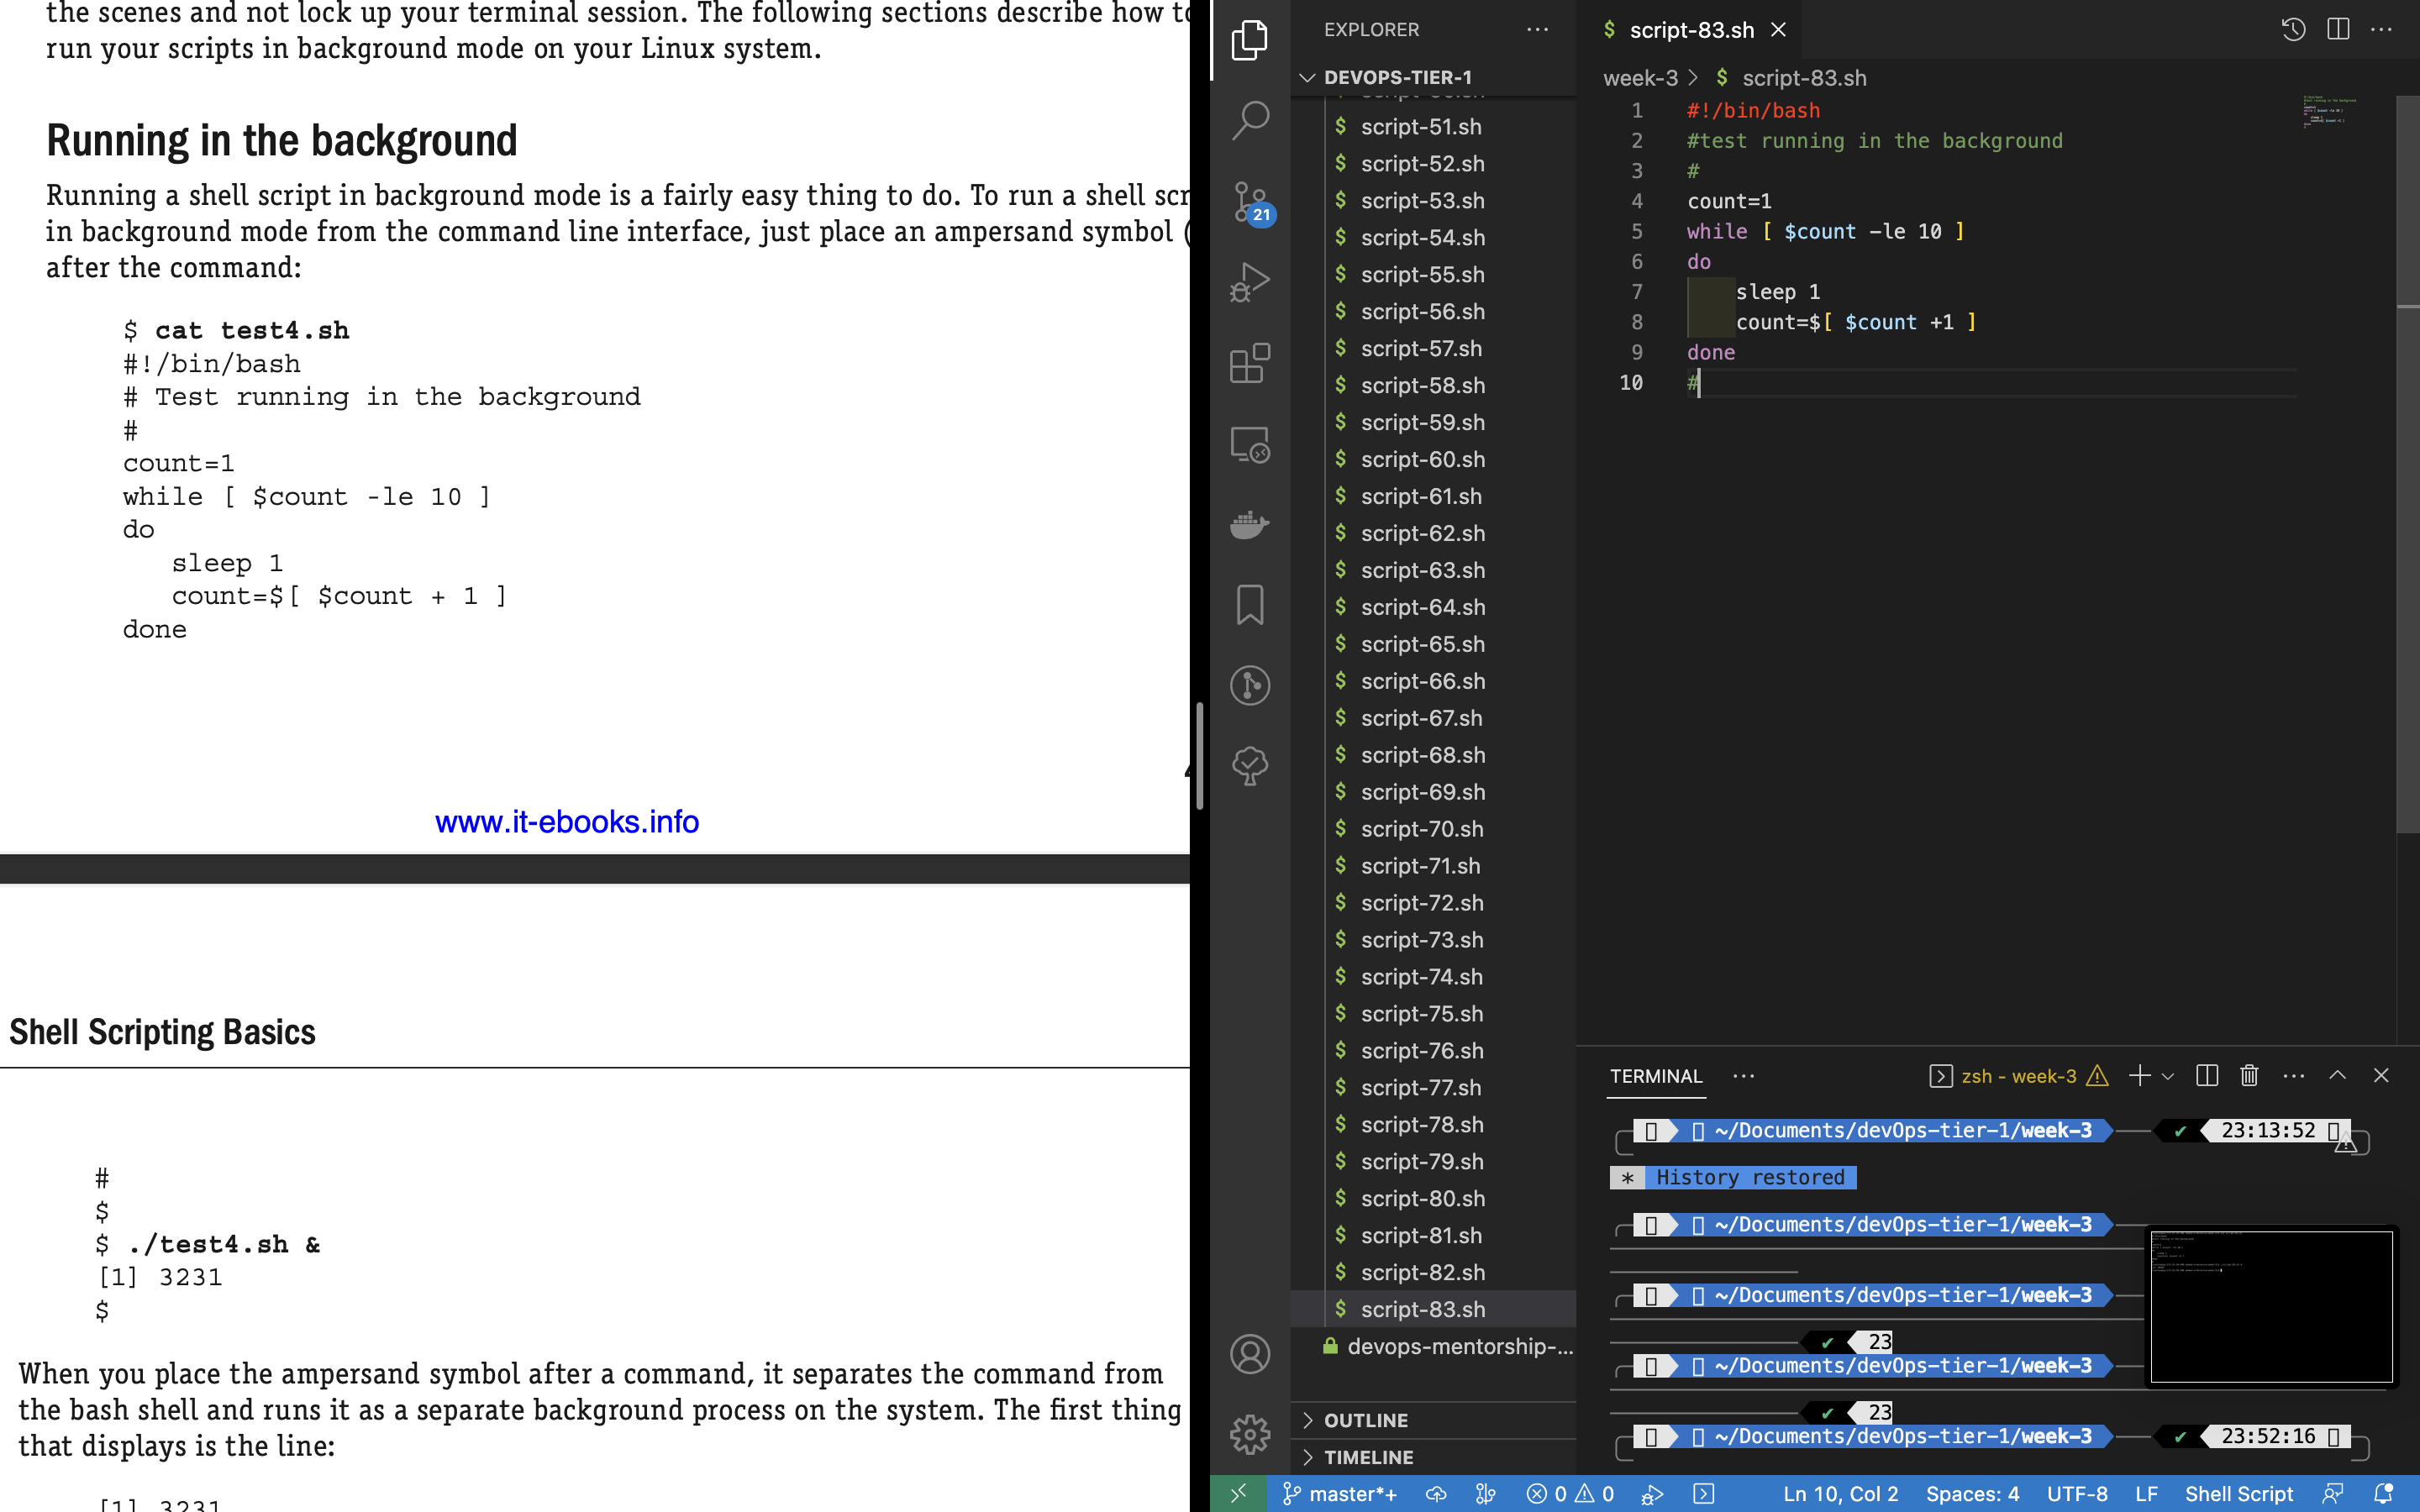 the scenes and not lock up your terminal session. The following sections describe how to
run your scripts in background mode on your Linux system.
Running in the background
Running a shell script in background mode is a fairly easy thing to do. To run a shell scr
in background mode from the command line interface, just place an ampersand symbol (
after the command:
$ cat test4.sh
#!/bin/bash
# Test running in the background
#
count=1
while [ $count -le 10 ]
do
sleep 1
count=$[ $count + 1 ]
done
www.it-ebooks.info
Shell Scripting Basics
#
$
$ ./test4.sh &
[1] 3231
$
When you place the ampersand symbol after a command, it separates the command from
the bash shell and runs it as a separate background process on the system. The first thing
that displays is the line:
[1] 3231
21
EXPLORER
DEVOPS-TIER-1
$ script-51.sh
$ script-52.sh
$ script-53.sh
$ script-54.sh
$ script-55.sh
$ script-56.sh
$ script-57.sh
$ script-58.sh
$ script-59.sh
$ script-60.sh
$ script-61.sh
$ script-62.sh
$ script-63.sh
$ script-64.sh
$ script-65.sh
$ script-66.sh
$ script-67.sh
$ script-68.sh
$ script-69.sh
$ script-70.sh
$ script-71.sh
$ script-72.sh
$ script-73.sh
$ script-74.sh
$ script-75.sh
$ script-76.sh
$ script-77.sh
$ script-78.sh
$ script-79.sh
$ script-80.sh
$ script-81.sh
$ script-82.sh
$ script-83.sh
devops-mentorship-...
OUTLINE
TIMELINE
$ script-83.sh
week-3 > $ script-83.sh
1 #!/bin/bash
2 #test running in the background
3 #
4 count=1
5 while [ $count -le 10 ]
6 do
7 sleep 1
8 count=$[ $count +1 ]
9 done
10 #
TERMINAL ... zsh - week-3
~/Documents/devOps-tier-1/week-3 ✔ 23:13:52
* History restored
~/Documents/devOps-tier-1/week-3
~/Documents/devOps-tier-1/week-3
✔ 23
~/Documents/devOps-tier-1/week-3
✔ 23
~/Documents/devOps-tier-1/week-3 ✔ 23:52:16
master*+ 0 0 Ln 10, Col 2 Spaces: 4 UTF-8 LF Shell Script